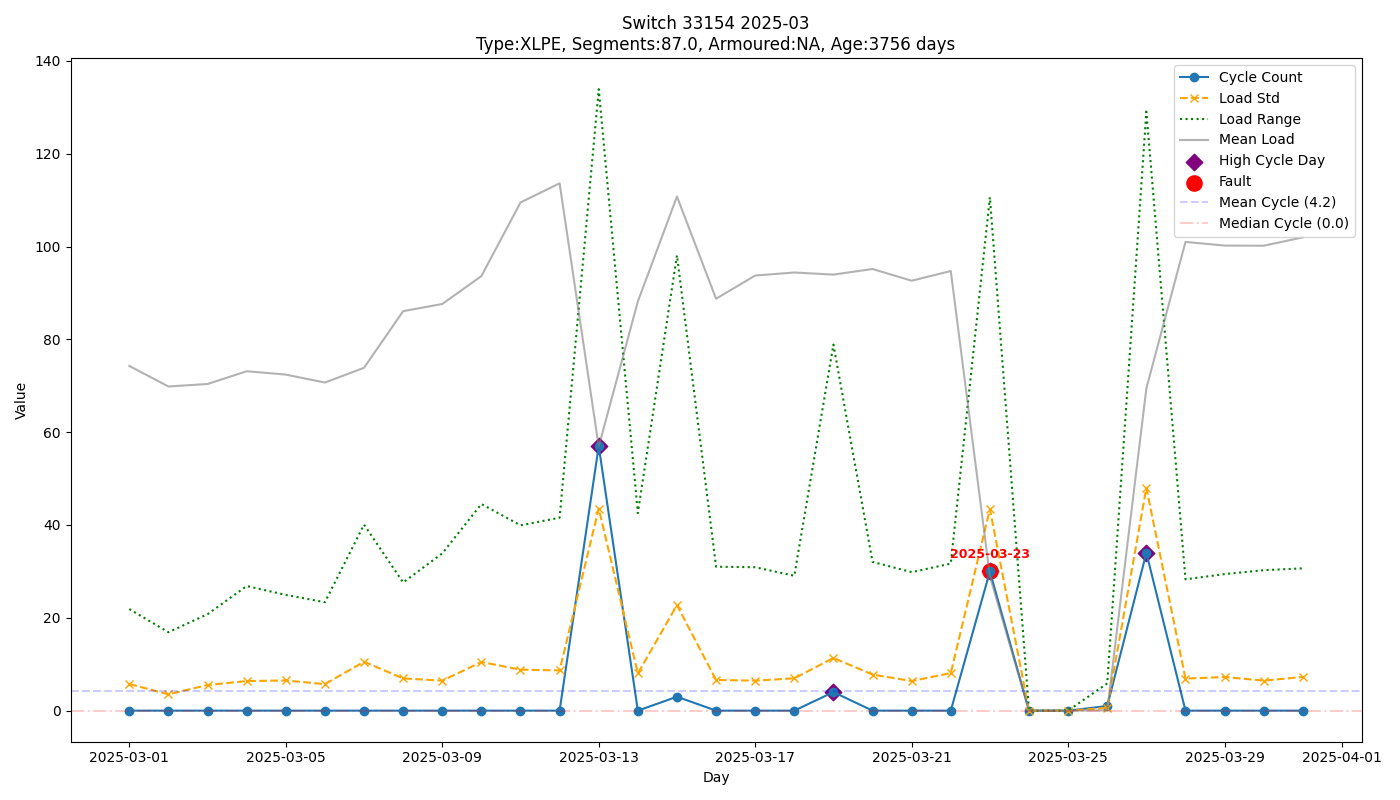 Switch 33154 2025-03
Type:XLPE, Segments:87.0, Armoured:NA, Age:3756 days
140
120
100
80
60
40
20
0
Value
Cycle Count
Load Std
Load Range
Mean Load
High Cycle Day
Fault
Mean Cycle (4.2)
Median Cycle (0.0)
2025-03-23
2025-03-01
2025-03-05
2025-03-09
2025-03-13
2025-03-17
2025-03-21
2025-03-25
2025-03-29
2025-04-01
Day